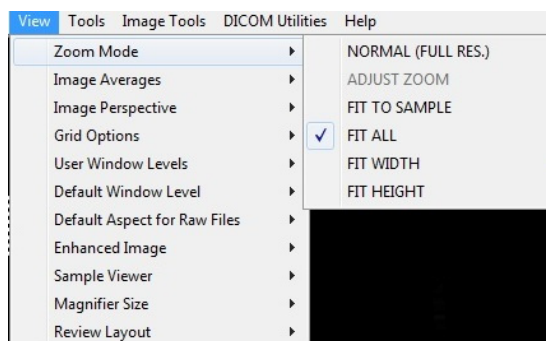 View Tools Image Tools DICOM Utilities Help
Zoom Mode
Image Averages
Image Perspective
Grid Options
User Window Levels
Default Window Level
Default Aspect for Raw Files
Enhanced Image
Sample Viewer
Magnifier Size
Review Layout
NORMAL (FULL RES.)
ADJUST ZOOM
FIT TO SAMPLE
FIT ALL
FIT WIDTH
FIT HEIGHT